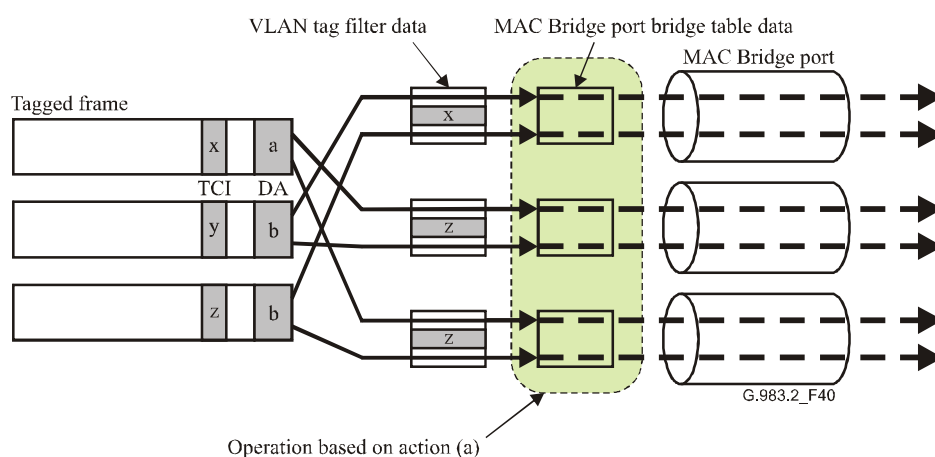 VLAN tag filter data
MAC Bridge port bridge table data
MAC Bridge port
Tagged frame
x
x a
TCI DA
y b
z
z b
z
G.983.2_F40
Operation based on action (a)